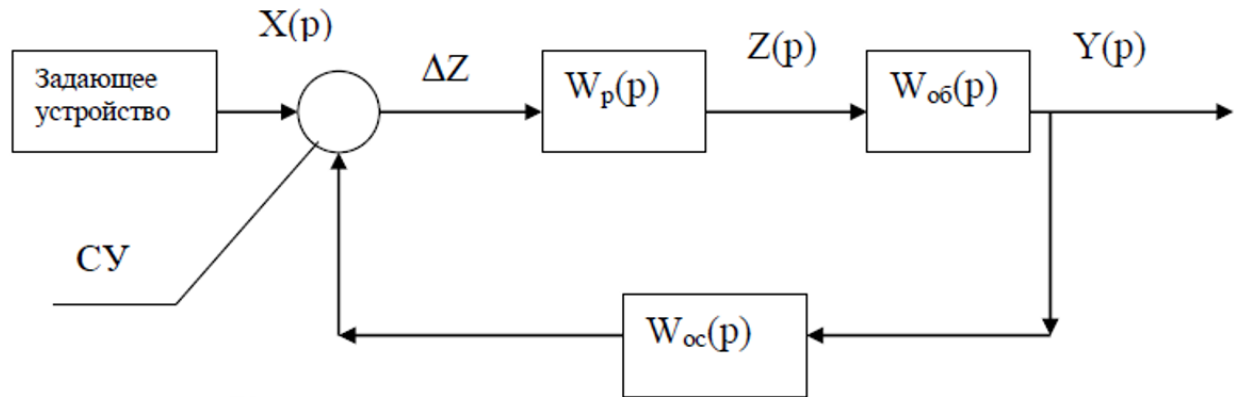 X(p)
Задающее
устройство
ΔZ
Wр(p)
Z(p)
Wоб(p)
Y(p)
СУ
Wос(p)